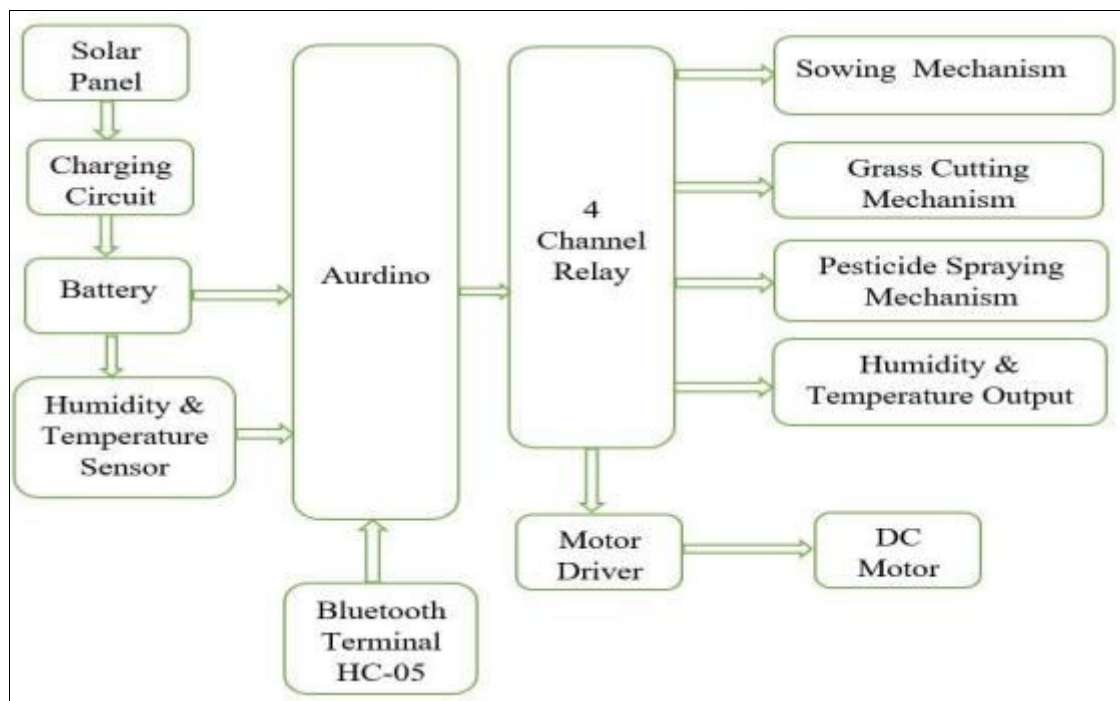 Solar
Panel
Charging
Circuit
Battery
Humidity &
Temperature
Sensor
Aurdino
Bluetooth
Terminal
HC-05
4
Channel
Relay
Sowing Mechanism
Grass Cutting
Mechanism
Pesticide Spraying
Mechanism
Humidity &
Temperature Output
Motor
Driver
DC
Motor